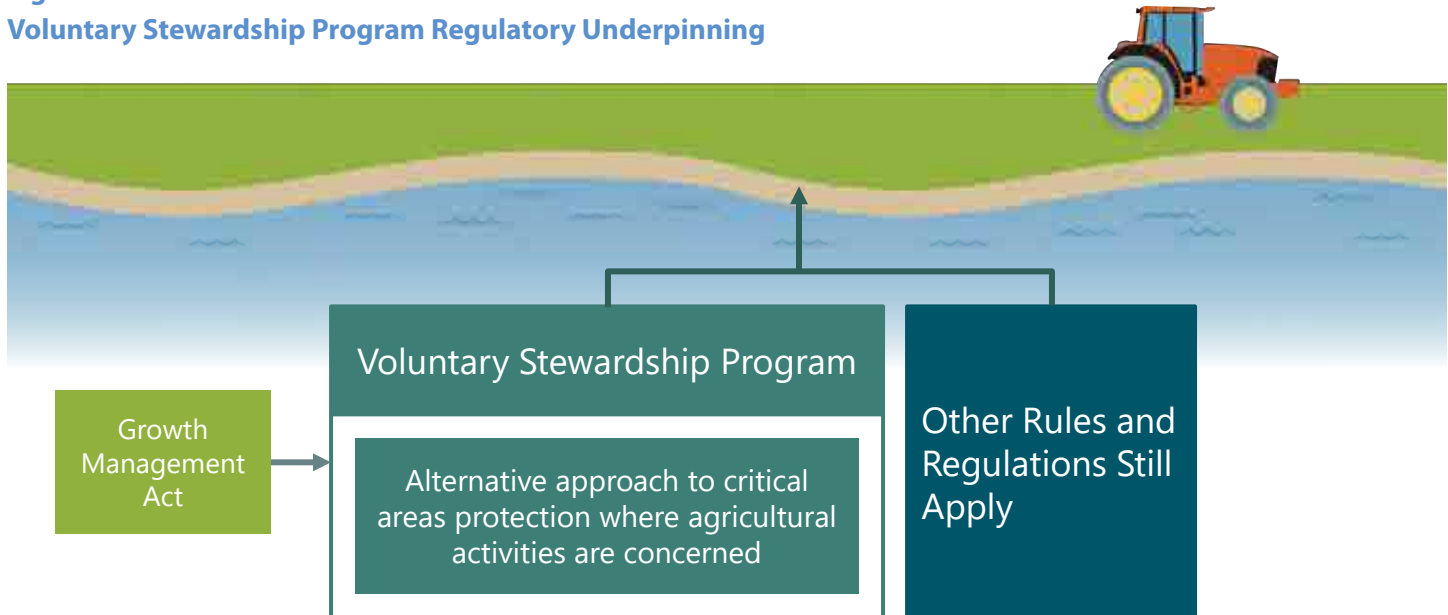 Voluntary Stewardship Program Regulatory Underpinning
Voluntary Stewardship Program
Growth
Management
Act
Alternative approach to critical
areas protection where agricultural
activities are concerned
Other Rules and
Regulations Still
Apply